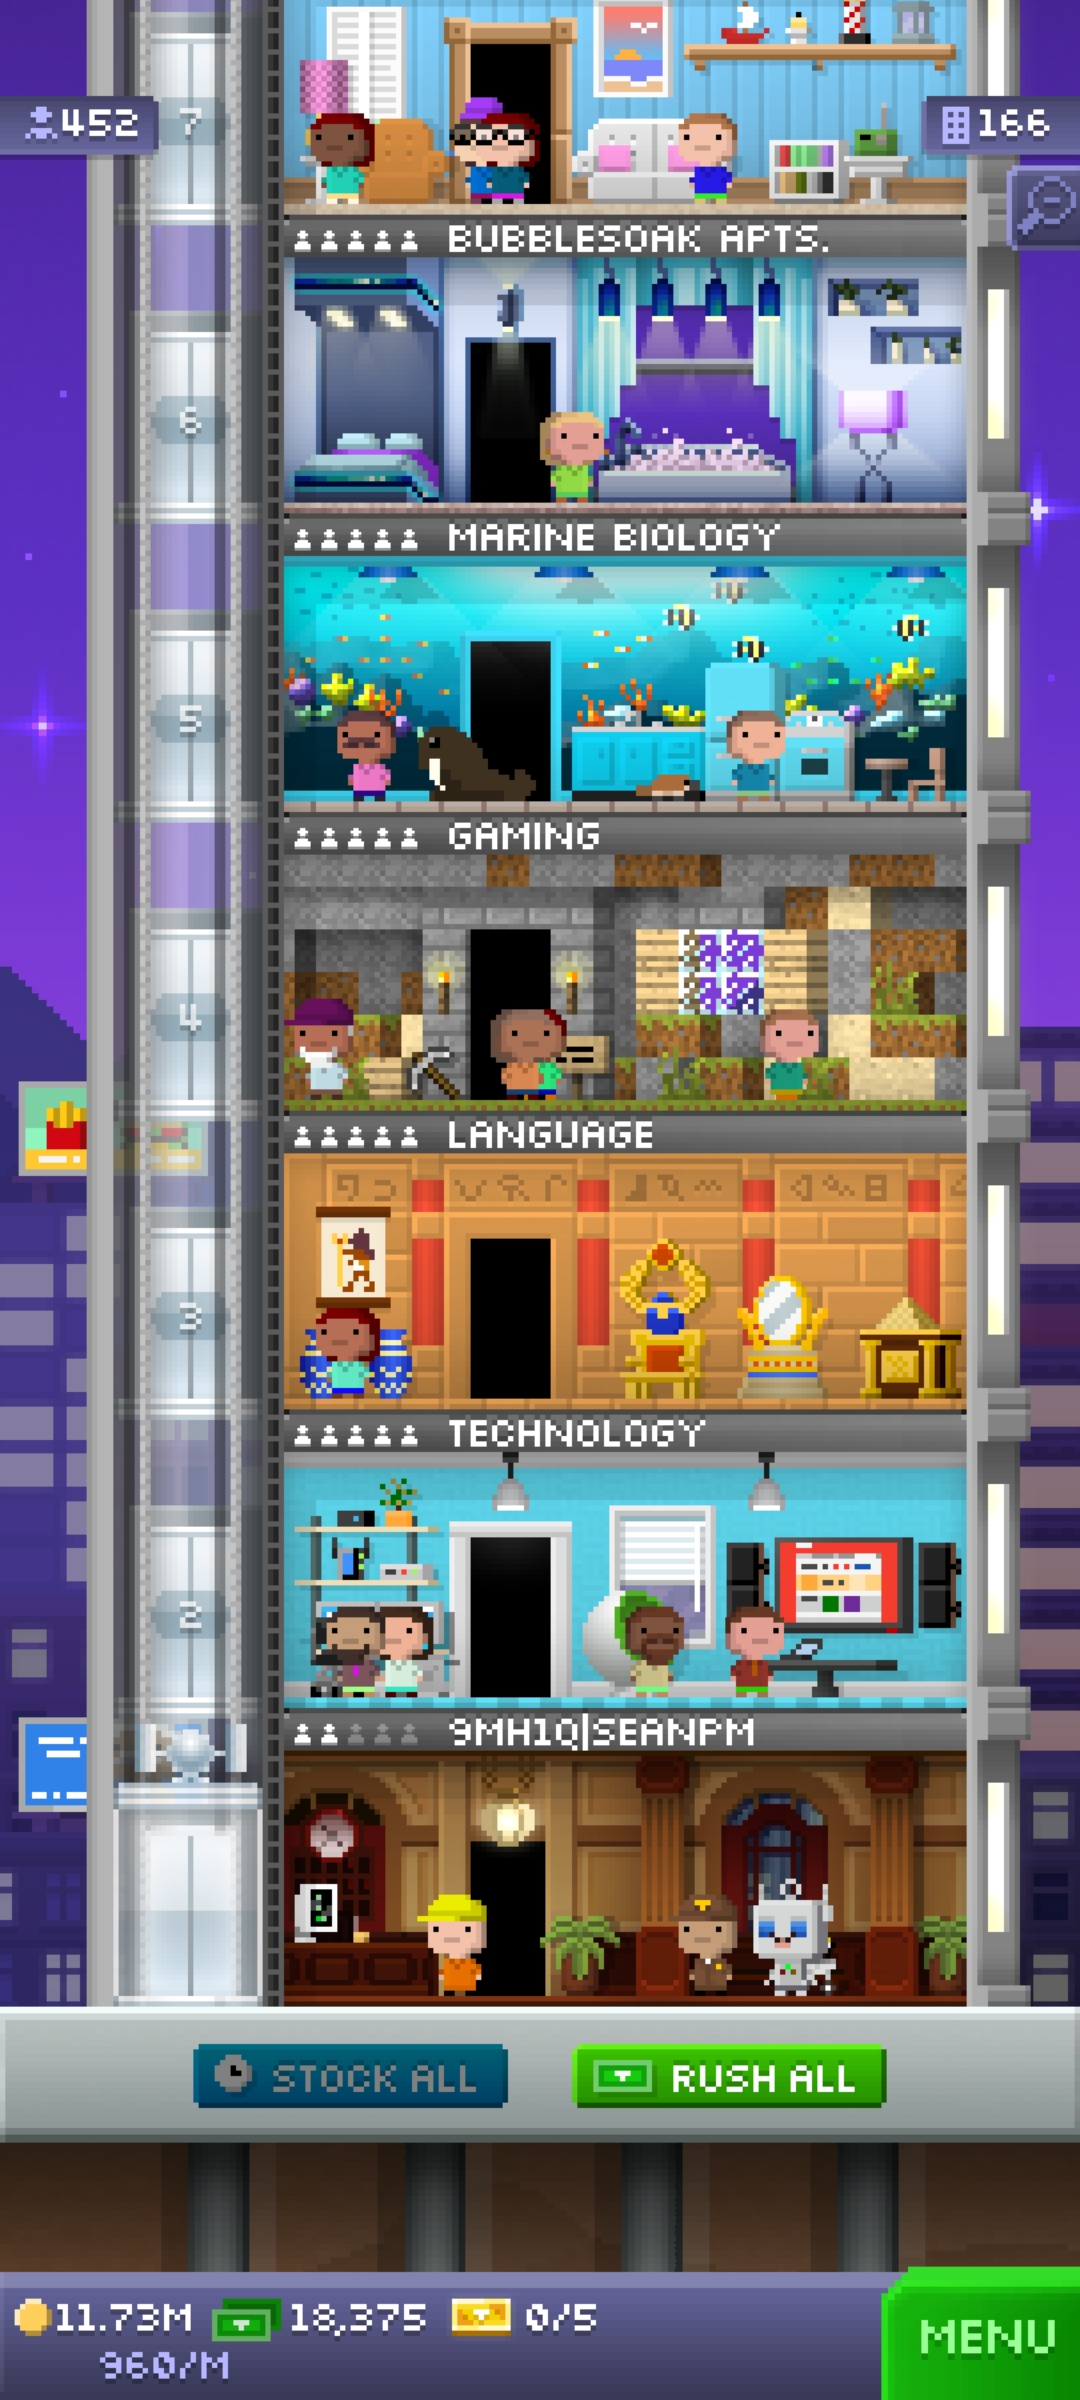 452
7
166
BUBBLESOAK APTS.
6
MARINE BIOLOGY
5
GAMING
4
LANGUAGE
3
TECHNOLOGY
2
9MH1Q|SEANPM
STOCK ALL
RUSH ALL
11.73M
18,375
0/5
960/M
MENU